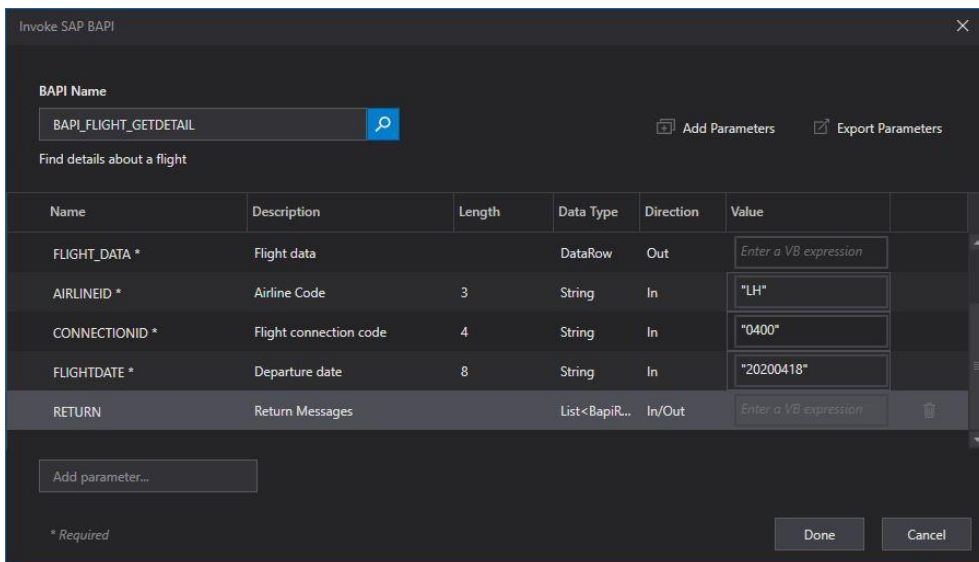 Invoke SAP BAPI
BAPI Name
BAPI_FLIGHT_GETDETAIL
Add Parameters Export Parameters
Find details about a flight
Name Description Length Data Type Direction Value
FLIGHT_DATA * Flight data DataRow Out Enter a VB expression
AIRLINEID * Airline Code 3 String In "LH"
CONNECTIONID * Flight connection code 4 String In "0400"
FLIGHTDATE * Departure date 8 String In "20200418"
RETURN Return Messages List<BapiR... In/Out Enter a VB expression
Add parameter...
* Required
Done Cancel